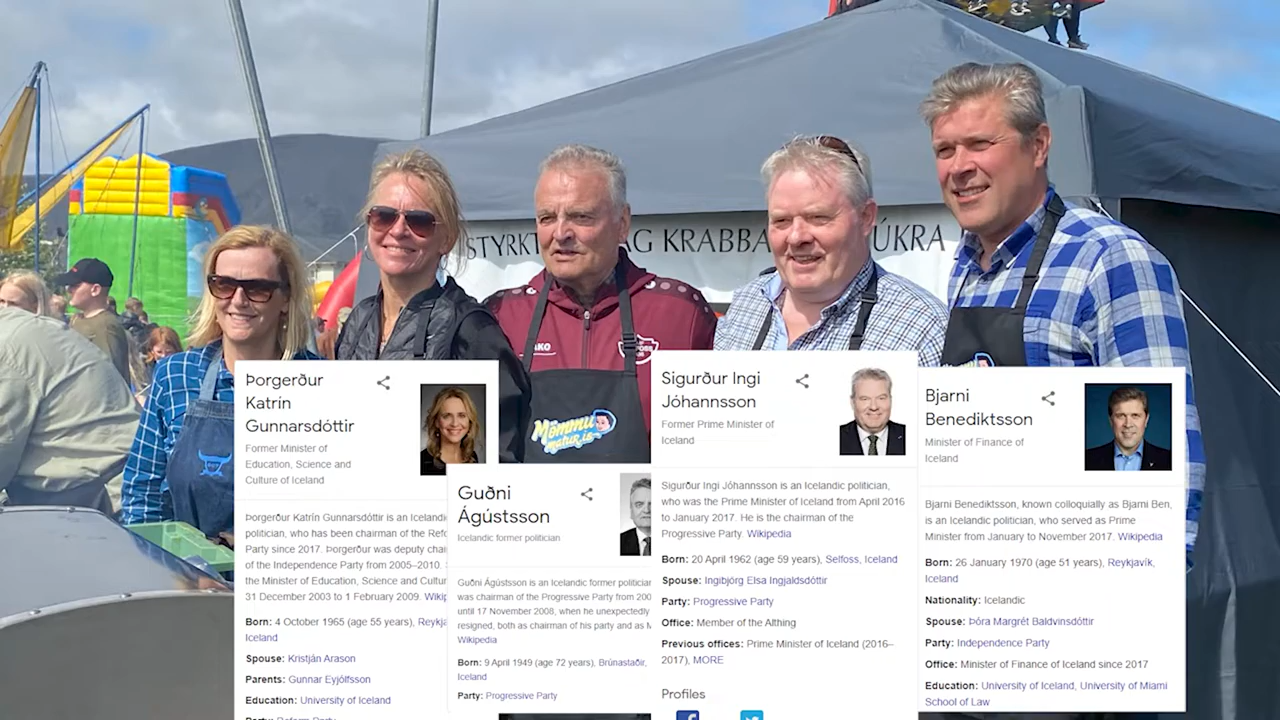 STYRKT
AG KRABBA
ÚKRA
AKO
Mömmu
matur.is
Þorgerður
Katrín
Gunnarsdóttir
Former Minister of
Education, Science and
Culture of Iceland
Þorgerður Katrín Gunnarsdóttir is an Icelandic
politician, who has been chairman of the Refo
Party since 2017. Þorgerður was deputy chai
of the Independence Party from 2005–2010.
the Minister of Education, Science and Cultur
31 December 2003 to 1 February 2009. Wikip
Born: 4 October 1965 (age 55 years), Reykja
Iceland
Spouse: Kristján Arason
Parents: Gunnar Eyjólfsson
Education: University of Iceland
Party: Reform Party
Guðni
Ágústsson
Icelandic former politician
Guðni Ágústsson is an Icelandic former politician
was chairman of the Progressive Party from 200
until 17 November 2008, when he unexpectedly
resigned, both as chairman of his party and as M
Wikipedia
Born: 9 April 1949 (age 72 years), Brúnastaðir,
Iceland
Party: Progressive Party
Sigurður Ingi
Jóhannsson
Former Prime Minister of
Iceland
Sigurður Ingi Jóhannsson is an Icelandic politician,
who was the Prime Minister of Iceland from April 2016
to January 2017. He is the chairman of the
Progressive Party. Wikipedia
Born: 20 April 1962 (age 59 years), Selfoss, Iceland
Spouse: Ingibjörg Elsa Ingjaldsdóttir
Party: Progressive Party
Office: Member of the Althing
Previous offices: Prime Minister of Iceland (2016–
2017), MORE
Profiles
Bjarni
Benediktsson
Minister of Finance of
Iceland
Bjarni Benediktsson, known colloquially as Bjarni Ben,
is an Icelandic politician, who served as Prime
Minister from January to November 2017. Wikipedia
Born: 26 January 1970 (age 51 years), Reykjavík,
Iceland
Nationality: Icelandic
Spouse: Þóra Margrét Baldvinsdóttir
Party: Independence Party
Office: Minister of Finance of Iceland since 2017
Education: University of Iceland, University of Miami
School of Law